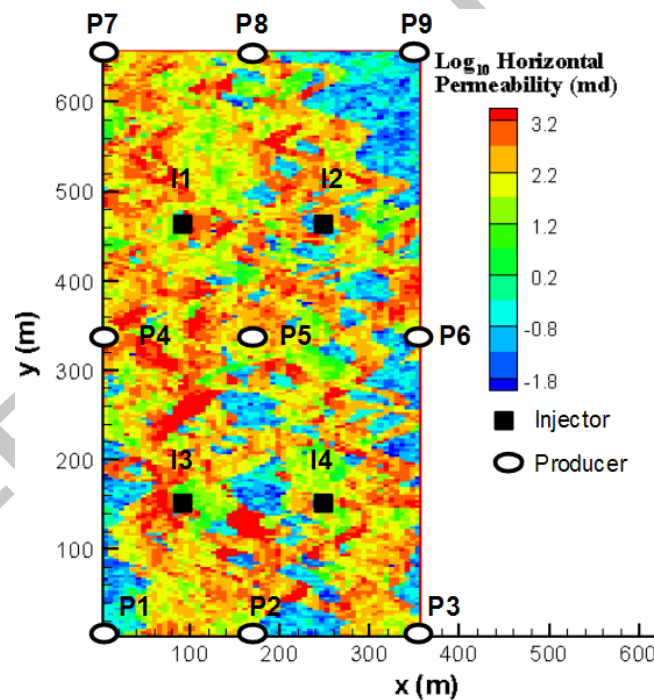 P7
P8
P9
Log10 Horizontal
Permeability (md)
3.2
2.2
1.2
0.2
-0.8
-1.8
600
500
400
300
200
100
y (m)
I1
I2
P4
P5
P6
I3
I4
Injector
Producer
P1
P2
P3
100
200
300
400
500
600
x (m)